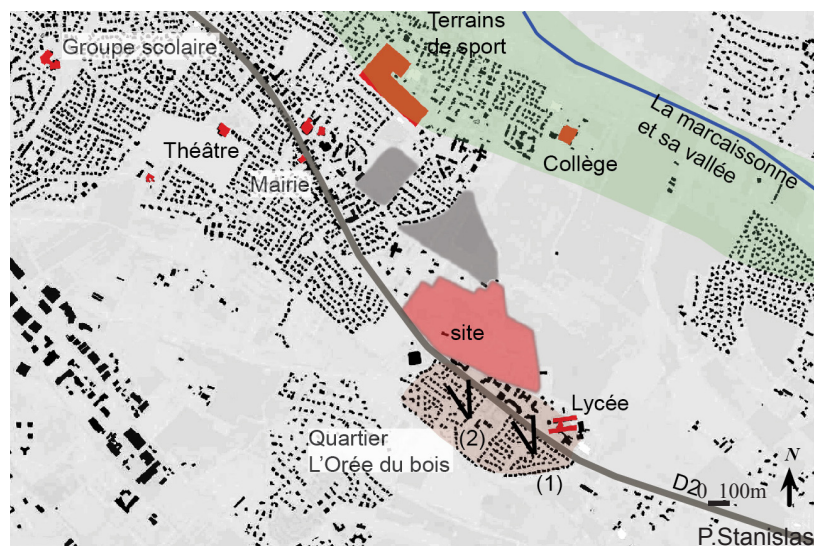 Terrains
de sport
Groupe scolaire
La marcaissonne
et sa vallée
Théâtre
Collège
Mairie
site
Lycée
Quartier
L'Orée du bois
(2)
(1)
N
D2
0 100m
P.Stanislas